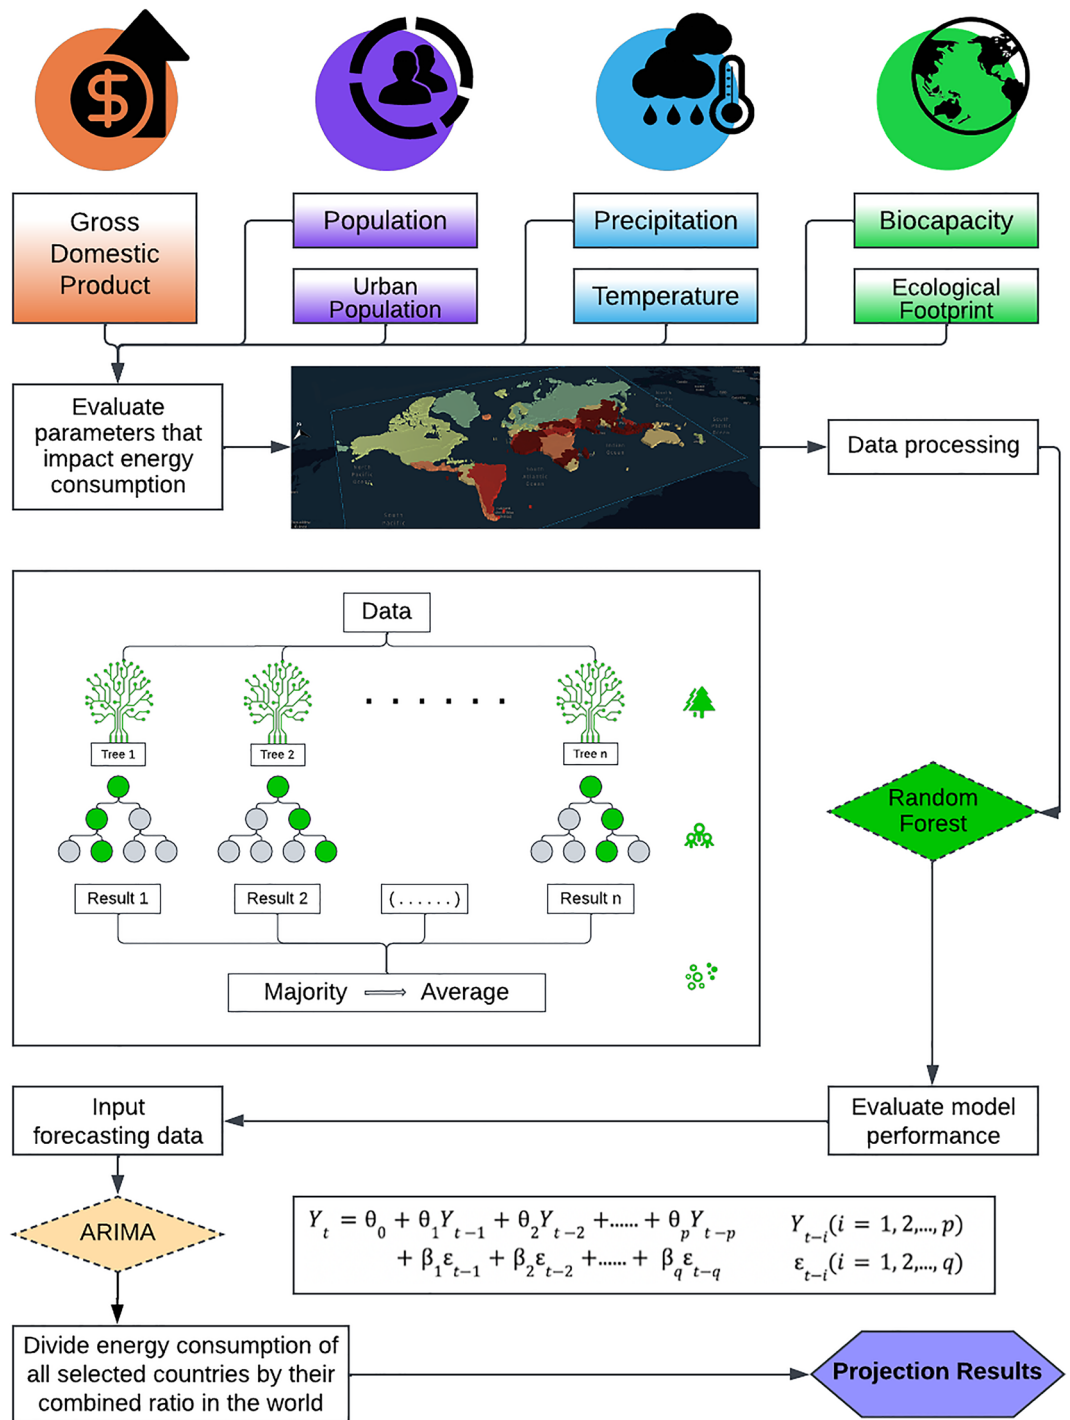 Gross
Domestic
Product
Population
Urban
Population
Precipitation
Temperature
Biocapacity
Ecological
Footprint
Evaluate
parameters that
impact energy
consumption
Data processing
Data
Tree 1
Tree 2
......
Tree n
Result 1
Result 2
(......)
Result n
Majority ⟹ Average
Random
Forest
Evaluate model
performance
Input
forecasting data
ARIMA
Y_t = θ_0 + θ_1Y_{t−1} + θ_2Y_{t−2} +......+ θ_pY_{t−p}
+ β_1ε_{t−1} + β_2ε_{t−2} +......+ β_qε_{t−q}
Y_{t−i}(i = 1, 2,..., p)
ε_{t−i}(i = 1, 2,..., q)
Divide energy consumption of
all selected countries by their
combined ratio in the world
Projection Results